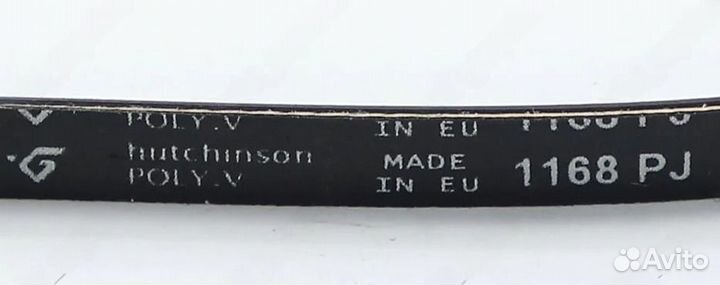 POLY.V IN EU
hutchinson MADE 1168 PJ
POLY.V IN EU
Avito